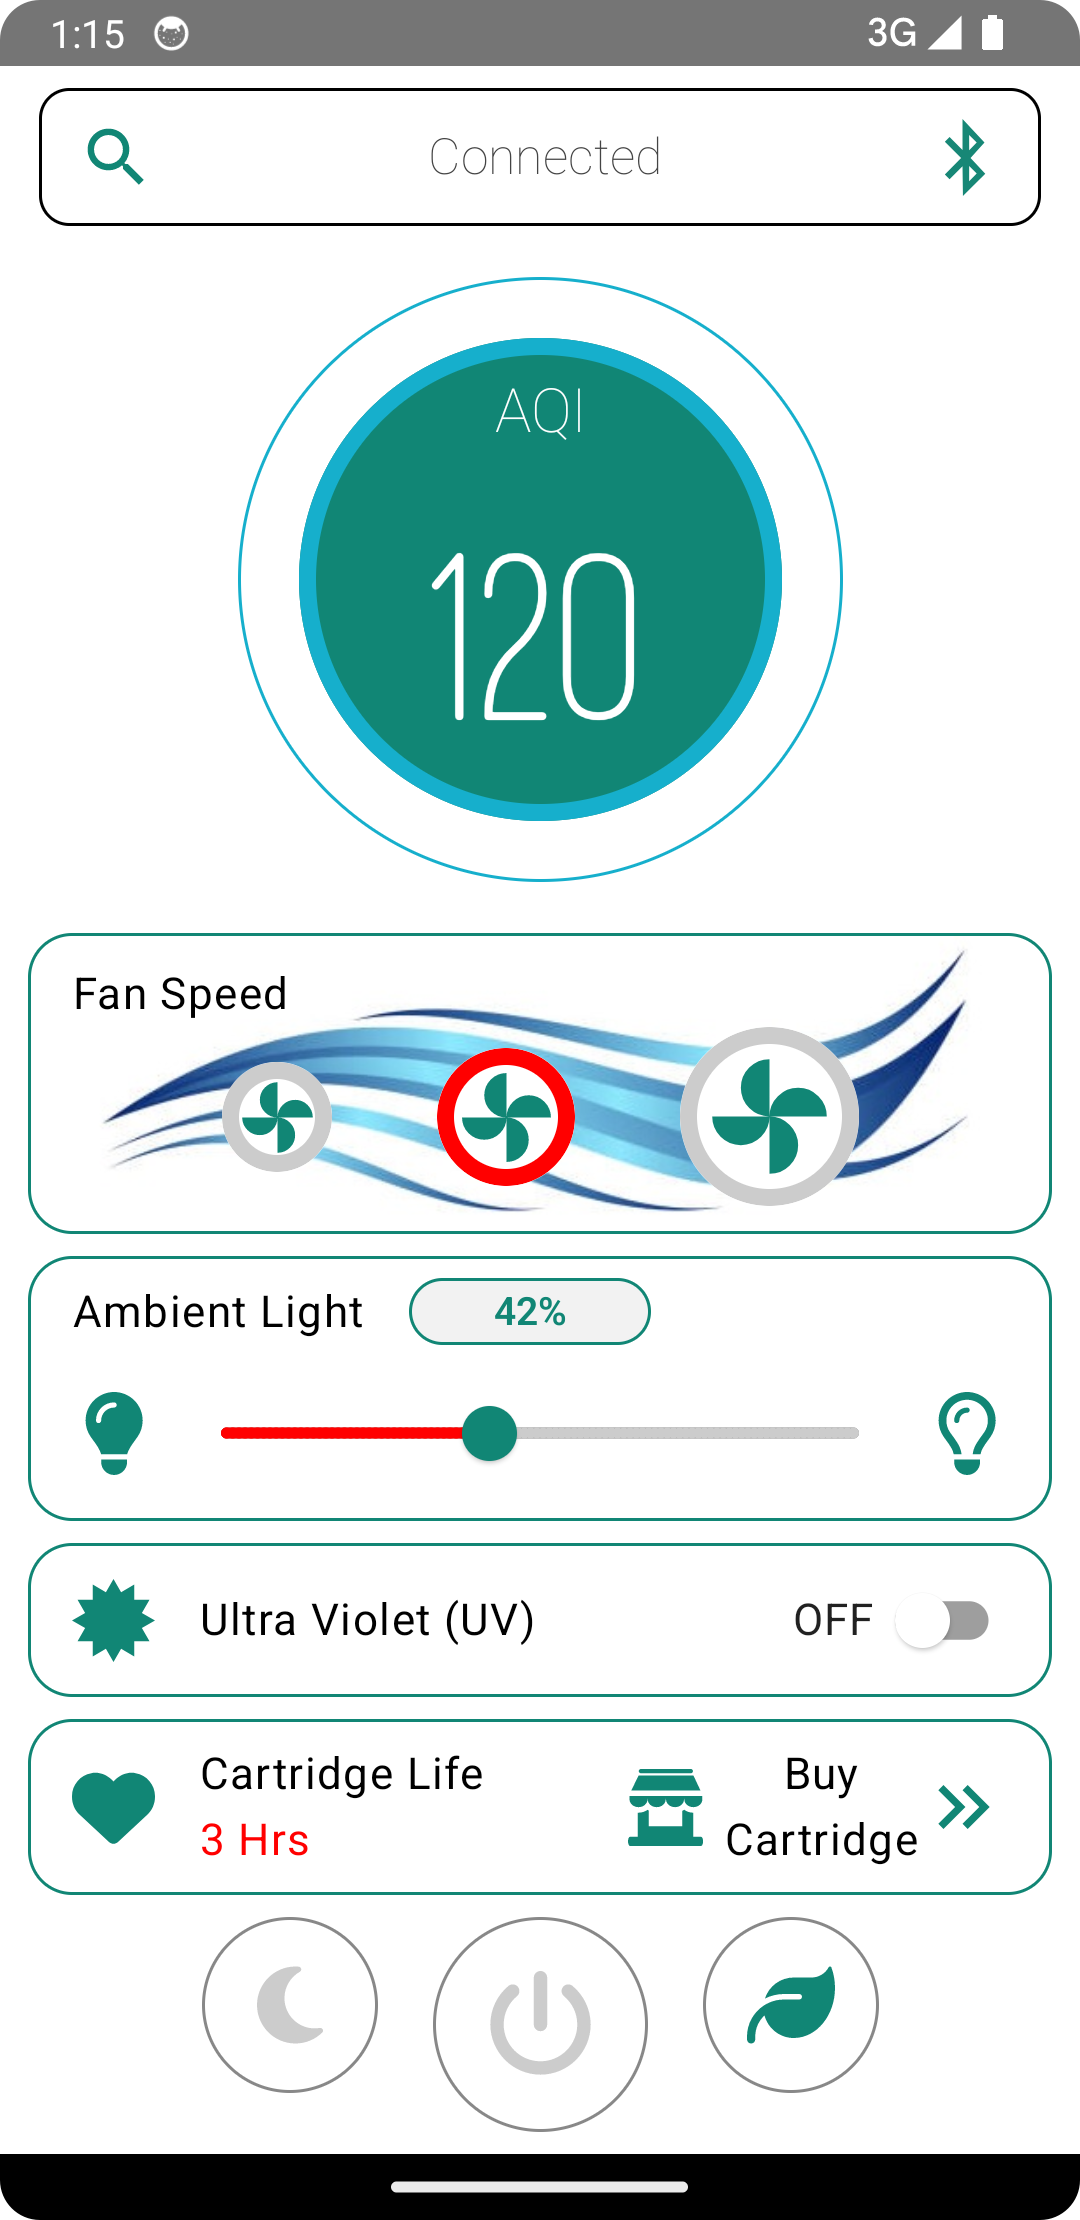 1:15 3G
Connected
AQI
120
Fan Speed
Ambient Light 42%
Ultra Violet (UV) OFF
Cartridge Life
3 Hrs
Buy
Cartridge